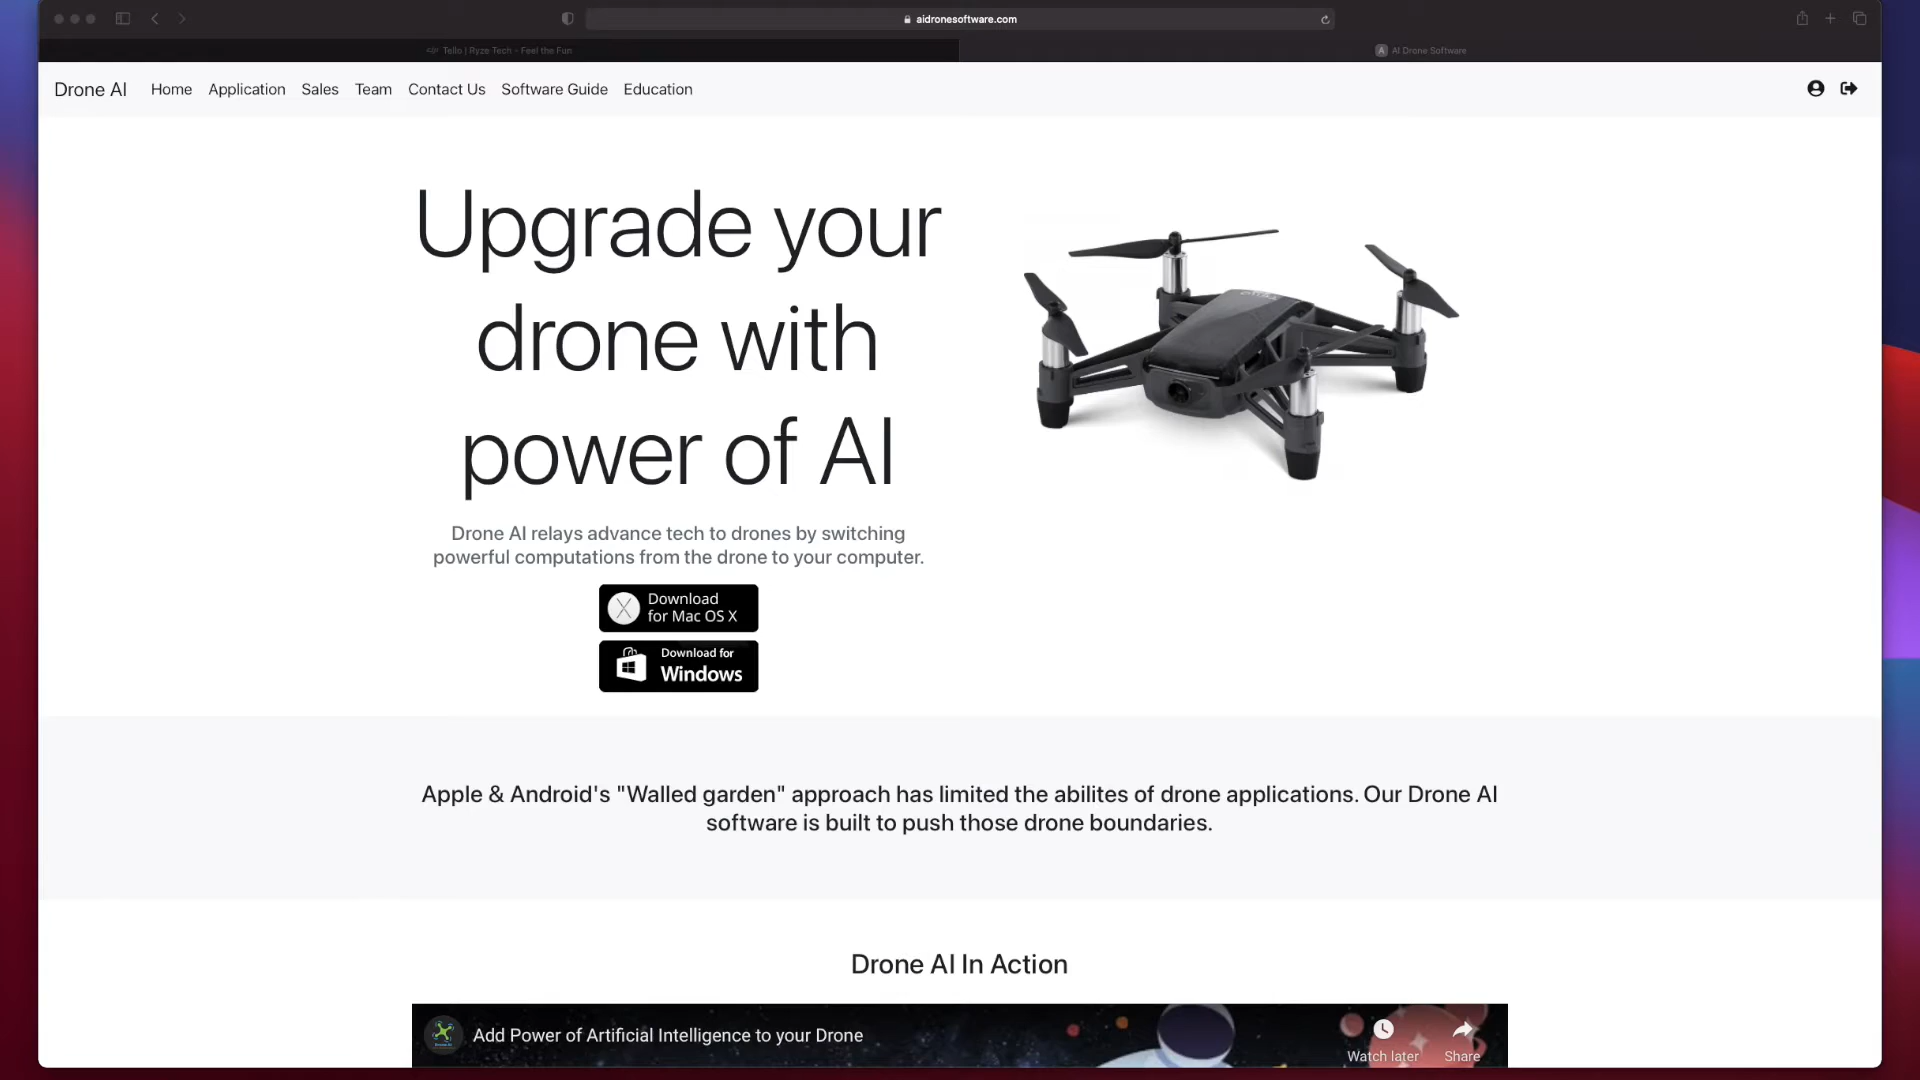 aidronesoftware.com
Tello | Ryze Tech - Feel the Fun
A AI Drone Software
Drone AI Home Application Sales Team Contact Us Software Guide Education
Upgrade your
drone with
power of AI
Drone AI relays advance tech to drones by switching
powerful computations from the drone to your computer.
Download
for Mac OS X
Download for
Windows
Apple & Android's "Walled garden" approach has limited the abilites of drone applications. Our Drone AI
software is built to push those drone boundaries.
Drone AI In Action
Add Power of Artificial Intelligence to your Drone
Watch later Share